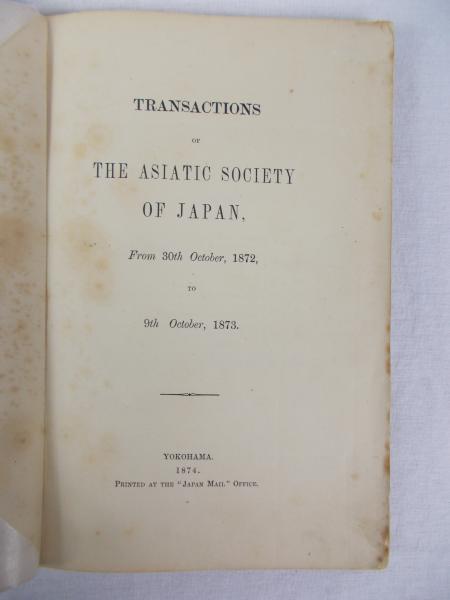 TRANSACTIONS
OF
THE ASIATIC SOCIETY
OF JAPAN,
From 30th October, 1872,
TO
9th October, 1873.
YOKOHAMA.
1874.
PRINTED AT THE "JAPAN MAIL" OFFICE.